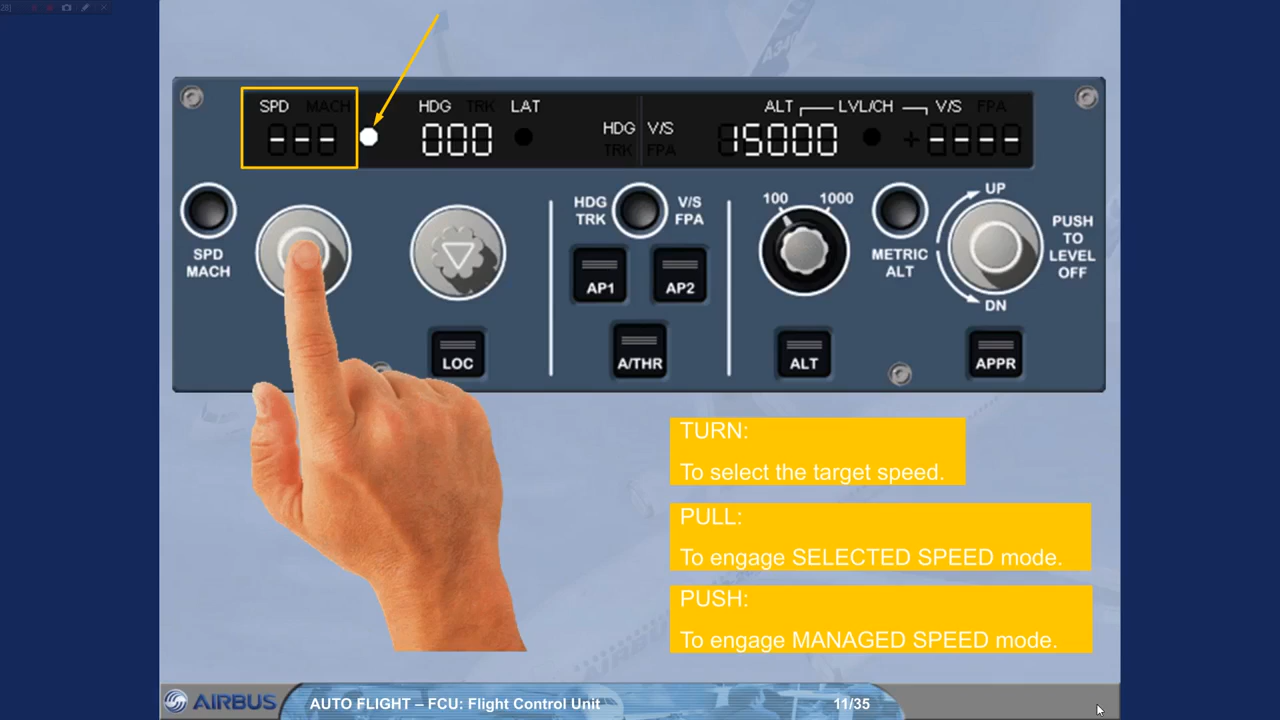 28]
SPD MACH
HDG TRK LAT
ALT LVL/CH V/S FPA
---
000
HDG V/S
TRK FPA
15000
+----
SPD
MACH
HDG V/S
TRK FPA
100 1000
METRIC
ALT
UP
PUSH
TO
LEVEL
OFF
DN
AP1 AP2
LOC
A/THR
ALT
APPR
TURN:
To select the target speed.
PULL:
To engage SELECTED SPEED mode.
PUSH:
To engage MANAGED SPEED mode.
AIRBUS
AUTO FLIGHT – FCU: Flight Control Unit
11/35